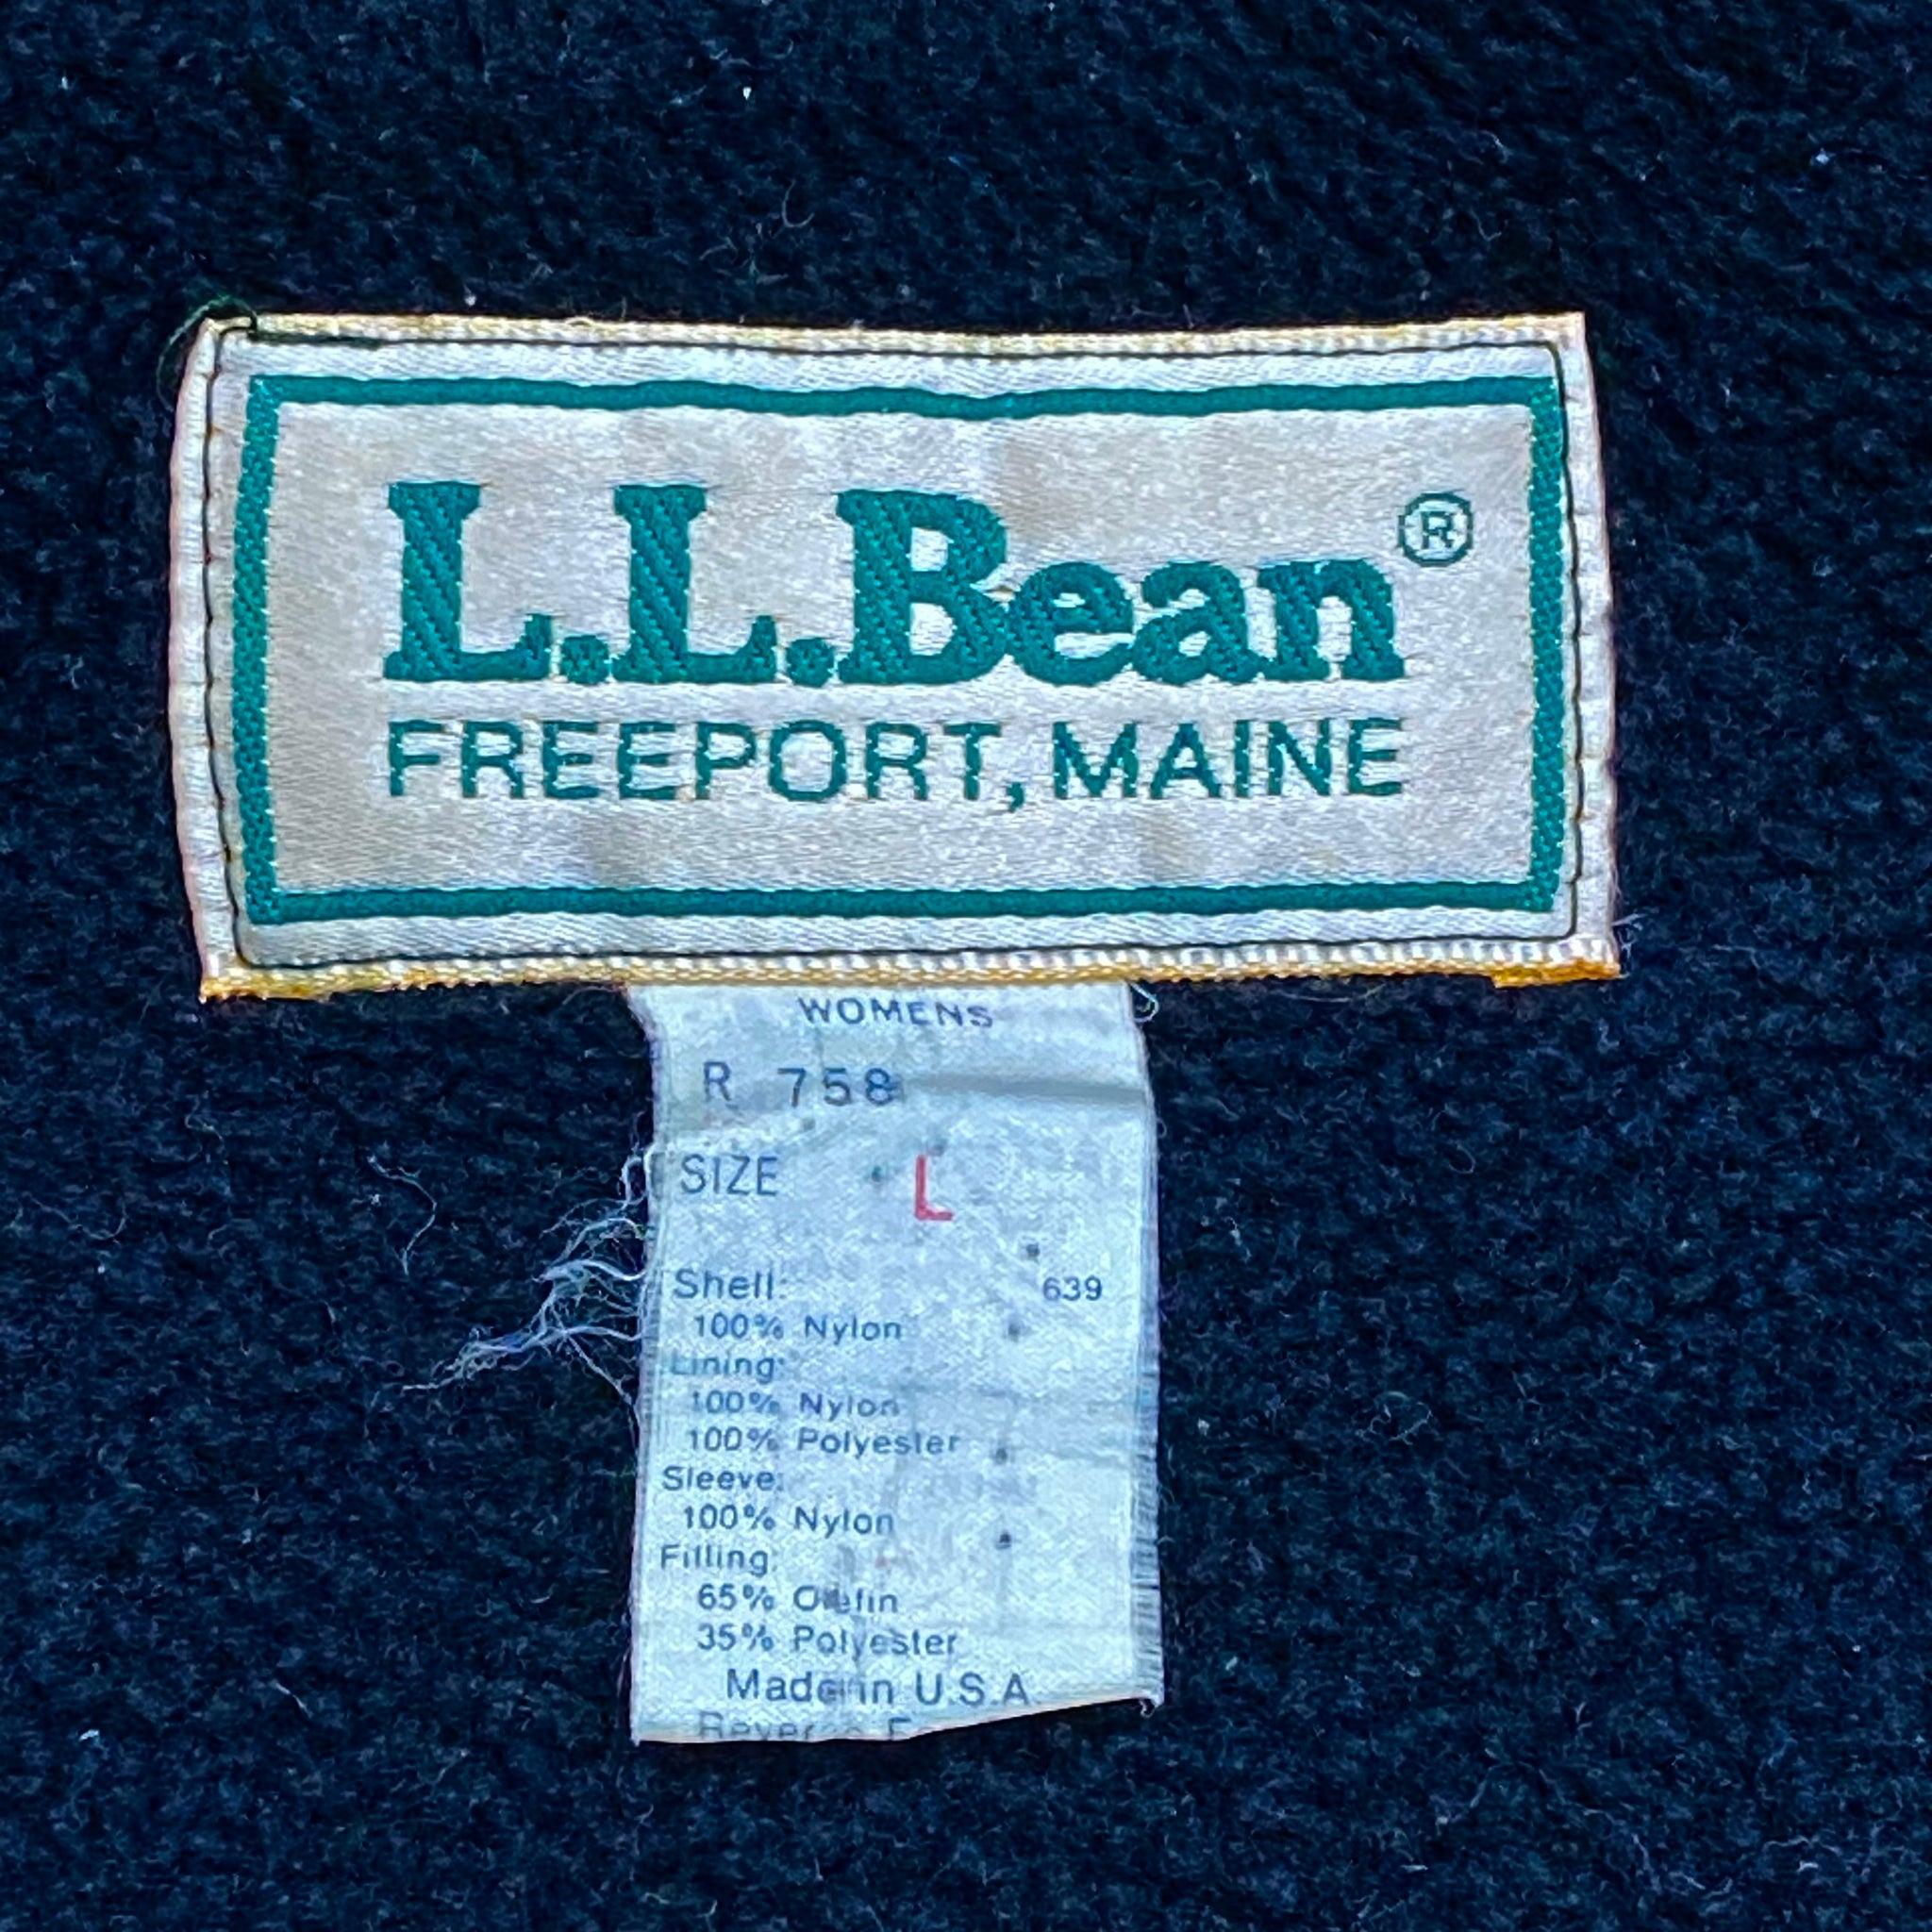 L.L.Bean®
FREEPORT, MAINE
WOMENS
R 758
SIZE L
Shell: 639
100% Nylon
Lining:
100% Nylon
100% Polyester
Sleeve:
100% Nylon
Filling:
65% Olefin
35% Polyester
Made in U.S.A.